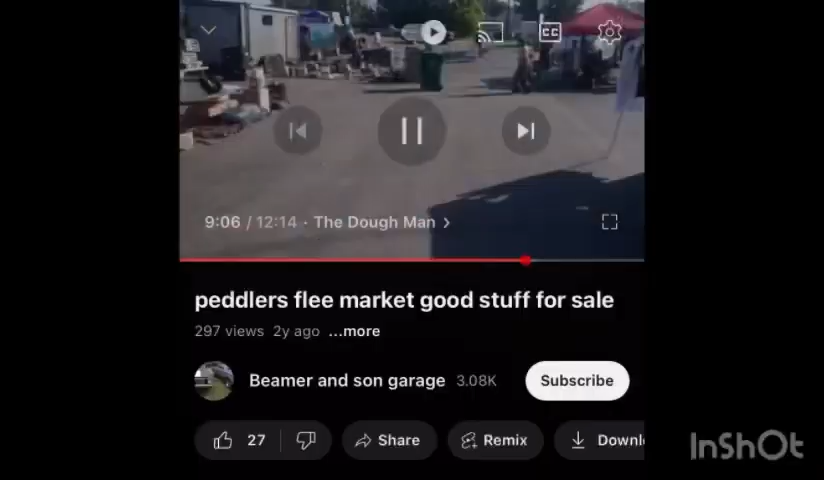 CC
9:06 / 12:14 · The Dough Man >
peddlers flee market good stuff for sale
297 views 2y ago ...more
Beamer and son garage 3.08K Subscribe
27 Share Remix Downl
InShOt